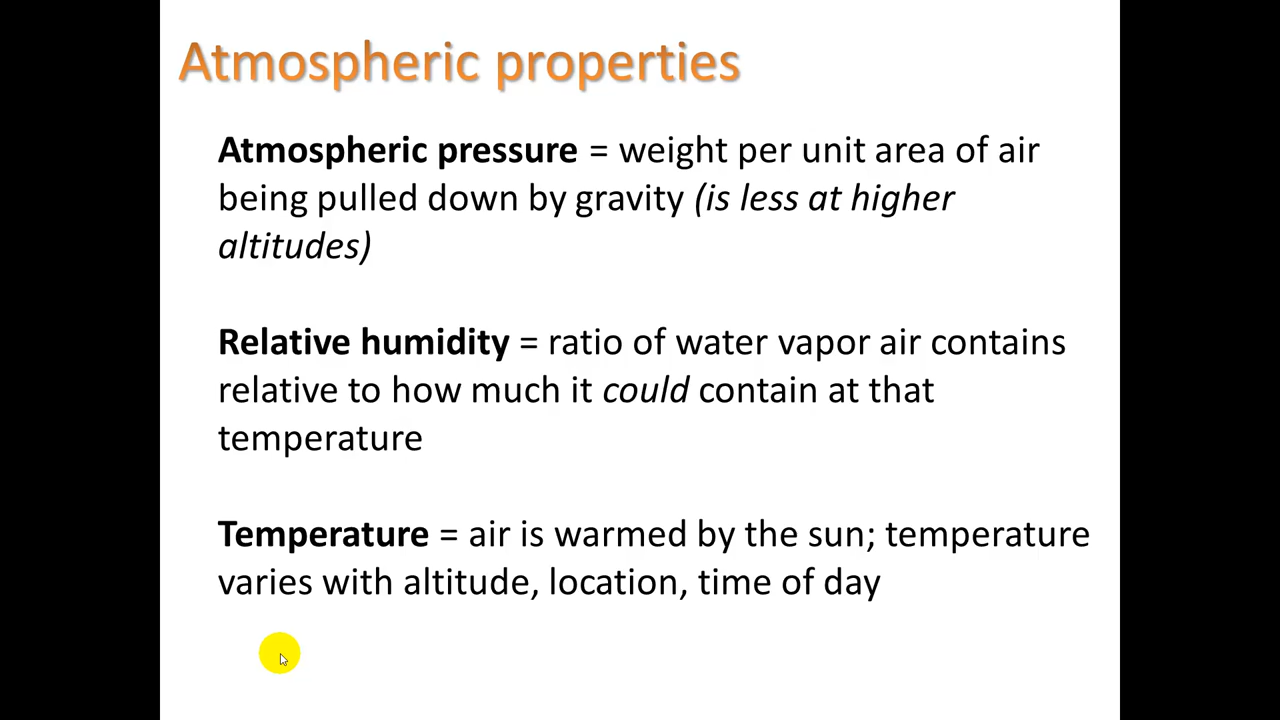 Atmospheric properties
Atmospheric pressure = weight per unit area of air
being pulled down by gravity (is less at higher
altitudes)
Relative humidity = ratio of water vapor air contains
relative to how much it could contain at that
temperature
Temperature = air is warmed by the sun; temperature
varies with altitude, location, time of day